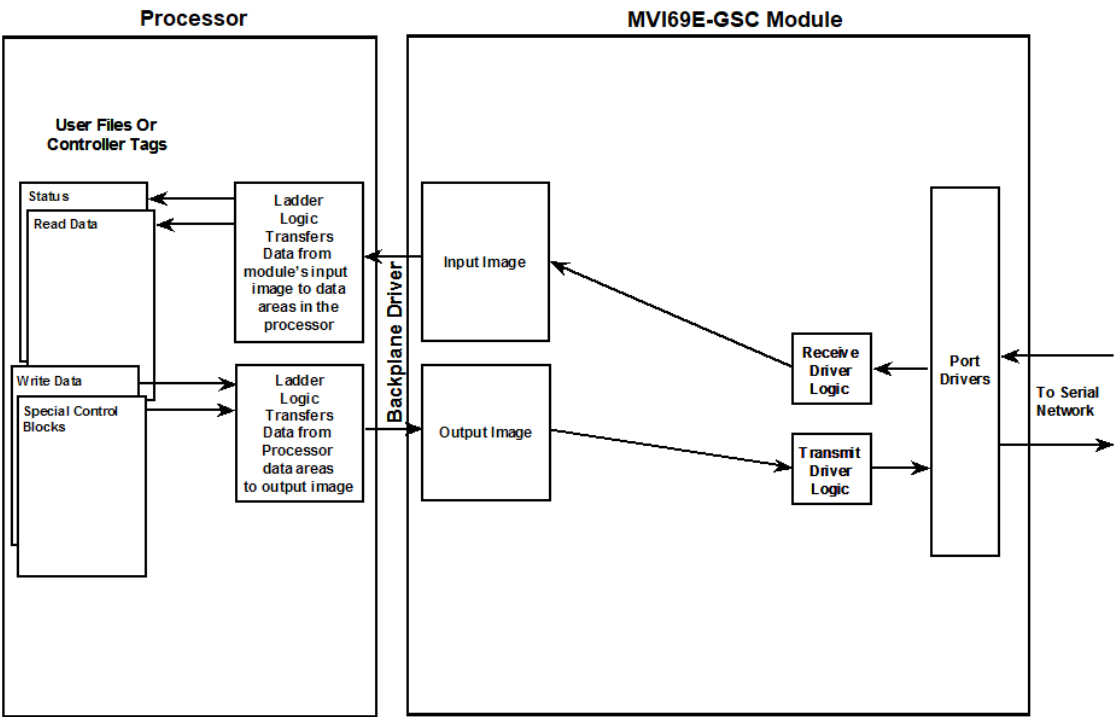 Processor
MVI69E-GSC Module
User Files Or
Controller Tags
Status
Read Data
Write Data
Special Control
Blocks
Ladder
Logic
Transfers
Data from
module's input
image to data
areas in the
processor
Ladder
Logic
Transfers
Data from
Processor
data areas
to output image
Backplane Driver
Input Image
Output Image
Receive
Driver
Logic
Transmit
Driver
Logic
Port
Drivers
To Serial
Network